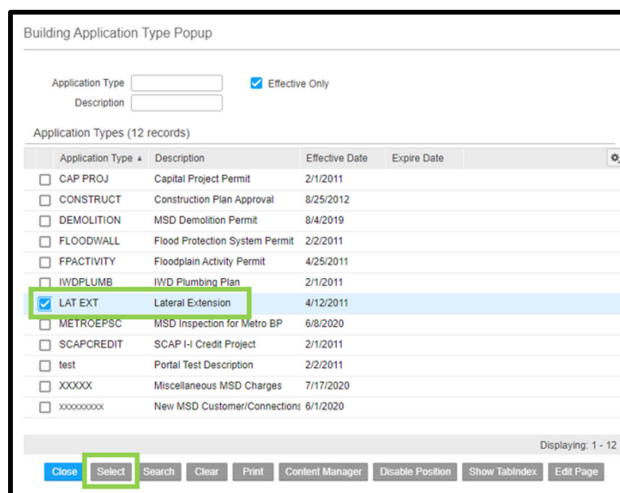 Building Application Type Popup
Application Type Effective Only
Description
Application Types (12 records)
Application Type Description Effective Date Expire Date
CAP PROJ Capital Project Permit 2/1/2011
CONSTRUCT Construction Plan Approval 8/25/2012
DEMOLITION MSD Demolition Permit 8/4/2019
FLOODWALL Flood Protection System Permit 2/2/2011
FPACTIVITY Floodplain Activity Permit 4/25/2011
IWDPLUMB IWD Plumbing Plan 2/1/2011
LAT EXT Lateral Extension 4/12/2011
METROEPSC MSD Inspection for Metro BP 6/8/2020
SCAPCREDIT SCAP I-I Credit Project 2/1/2011
test Portal Test Description 2/2/2011
XXXXX Miscellaneous MSD Charges 7/17/2020
xxxxxxxxx New MSD Customer/Connections 6/1/2020
Displaying: 1 - 12
Close Select Search Clear Print Content Manager Disable Position Show TabIndex Edit Page